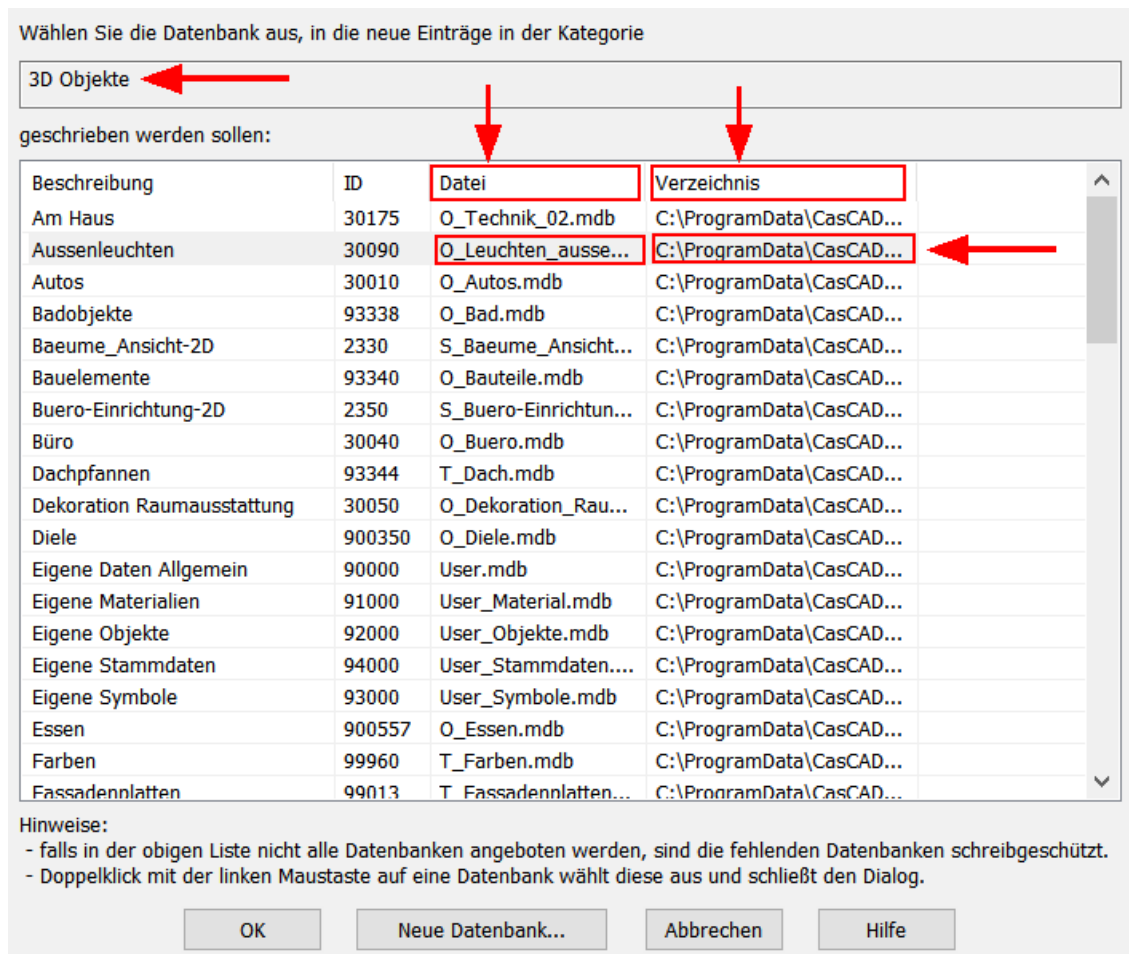 Wählen Sie die Datenbank aus, in die neue Einträge in der Kategorie
3D Objekte
geschrieben werden sollen:
Beschreibung ID Datei Verzeichnis
Am Haus 30175 O_Technik_02.mdb C:\ProgramData\CasCAD...
Aussenleuchten 30090 O_Leuchten_ausse... C:\ProgramData\CasCAD...
Autos 30010 O_Autos.mdb C:\ProgramData\CasCAD...
Badobjekte 93338 O_Bad.mdb C:\ProgramData\CasCAD...
Baeume_Ansicht-2D 2330 S_Baeume_Ansicht... C:\ProgramData\CasCAD...
Bauelemente 93340 O_Bauteile.mdb C:\ProgramData\CasCAD...
Buero-Einrichtung-2D 2350 S_Buero-Einrichtun... C:\ProgramData\CasCAD...
Büro 30040 O_Buero.mdb C:\ProgramData\CasCAD...
Dachpfannen 93344 T_Dach.mdb C:\ProgramData\CasCAD...
Dekoration Raumausstattung 30050 O_Dekoration_Rau... C:\ProgramData\CasCAD...
Diele 900350 O_Diele.mdb C:\ProgramData\CasCAD...
Eigene Daten Allgemein 90000 User.mdb C:\ProgramData\CasCAD...
Eigene Materialien 91000 User_Material.mdb C:\ProgramData\CasCAD...
Eigene Objekte 92000 User_Objekte.mdb C:\ProgramData\CasCAD...
Eigene Stammdaten 94000 User_Stammdaten.... C:\ProgramData\CasCAD...
Eigene Symbole 93000 User_Symbole.mdb C:\ProgramData\CasCAD...
Essen 900557 O_Essen.mdb C:\ProgramData\CasCAD...
Farben 99960 T_Farben.mdb C:\ProgramData\CasCAD...
Fassadenplatten 99013 T_Fassadenplatten... C:\ProgramData\CasCAD...
Hinweise:
- falls in der obigen Liste nicht alle Datenbanken angeboten werden, sind die fehlenden Datenbanken schreibgeschützt.
- Doppelklick mit der linken Maustaste auf eine Datenbank wählt diese aus und schließt den Dialog.
OK Neue Datenbank... Abbrechen Hilfe